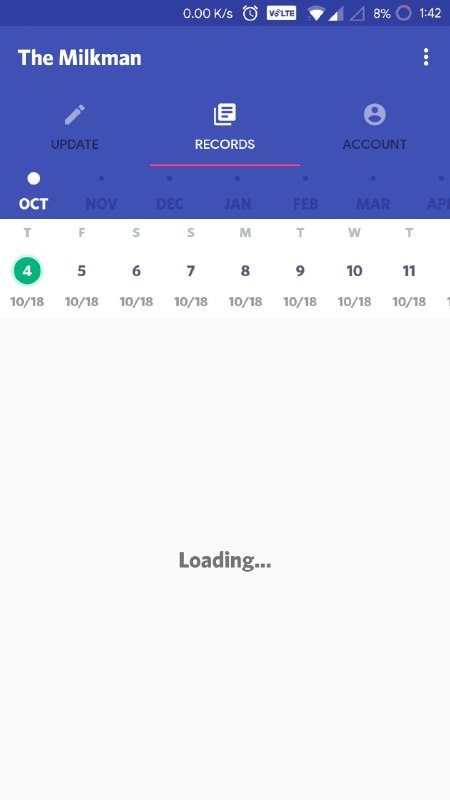 0.00 K/s VoLTE 8% 1:42
The Milkman
UPDATE RECORDS ACCOUNT
OCT NOV DEC JAN FEB MAR APR
T F S S M T W T
4 5 6 7 8 9 10 11
10/18 10/18 10/18 10/18 10/18 10/18 10/18 10/18
Loading...